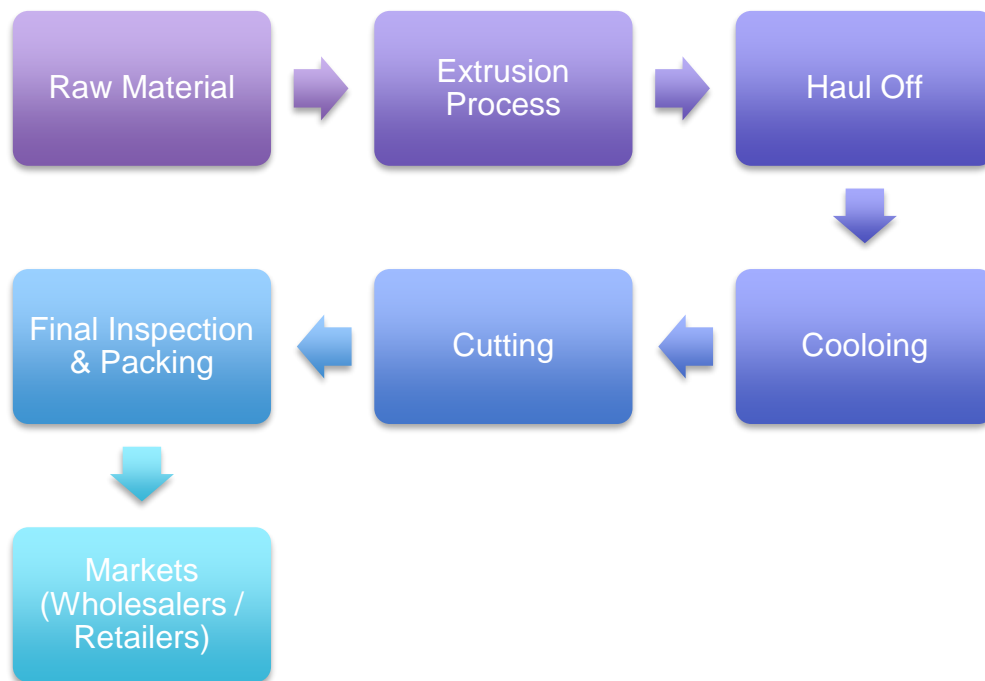 Raw Material
Extrusion
Process
Haul Off
Cooloing
Cutting
Final Inspection
& Packing
Markets
(Wholesalers /
Retailers)